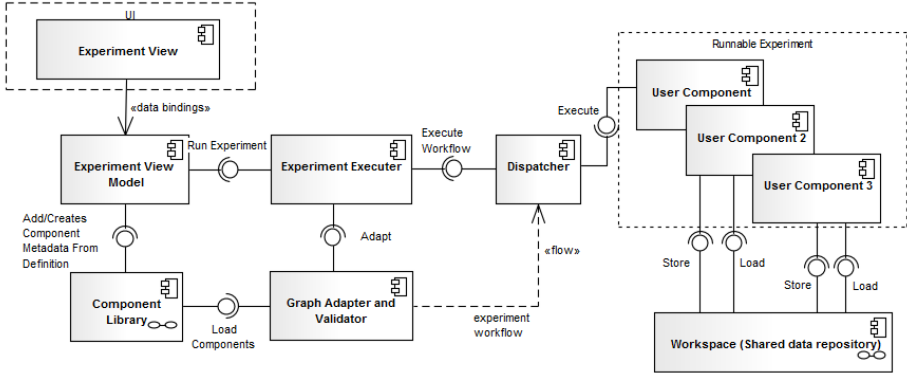 UI
Experiment View
Runnable Experiment
User Component
«data bindings»
Execute
Execute
Workflow
User Component 2
Run Experiment
Experiment View
Model
Experiment Executer
Dispatcher
User Component 3
Add/Creates
Component
Metadata From
Definition
Adapt
«flow»
Store
Load
Store
Load
Component
Library
Graph Adapter and
Validator
Load
Components
experiment
workflow
Workspace (Shared data repository)